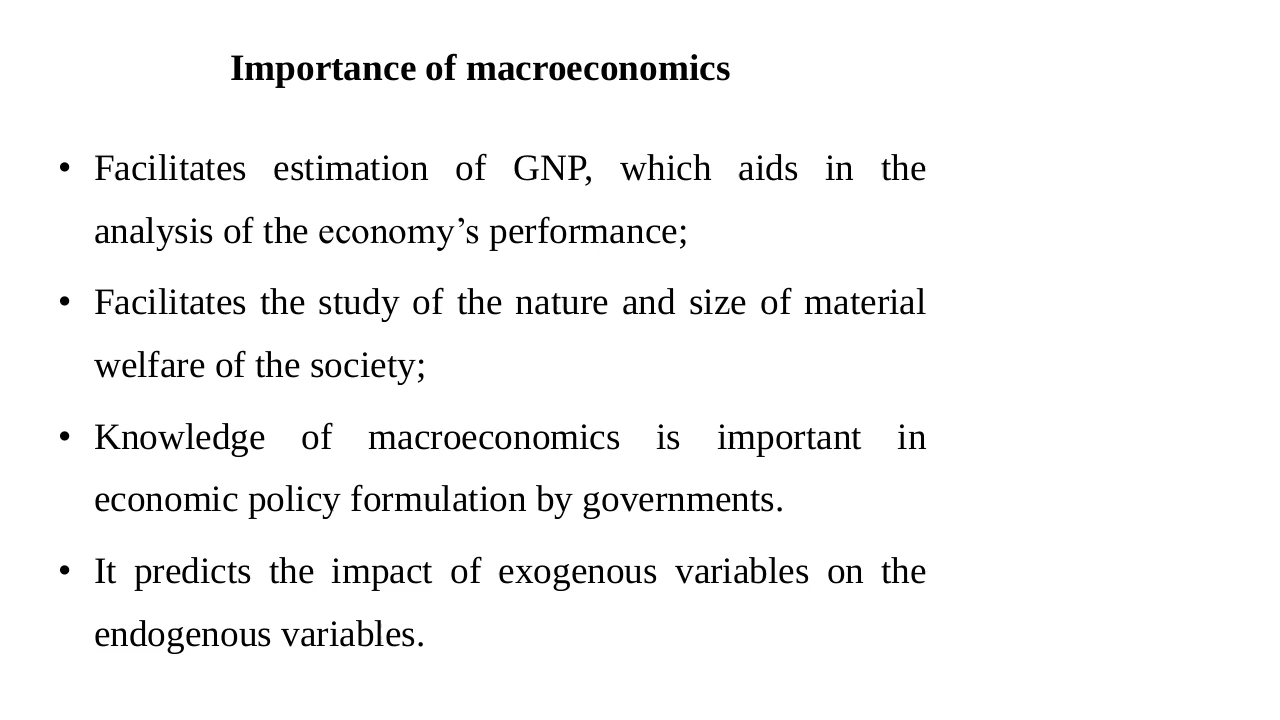 Importance of macroeconomics
• Facilitates estimation of GNP, which aids in the
analysis of the economy’s performance;
• Facilitates the study of the nature and size of material
welfare of the society;
• Knowledge of macroeconomics is important in
economic policy formulation by governments.
• It predicts the impact of exogenous variables on the
endogenous variables.